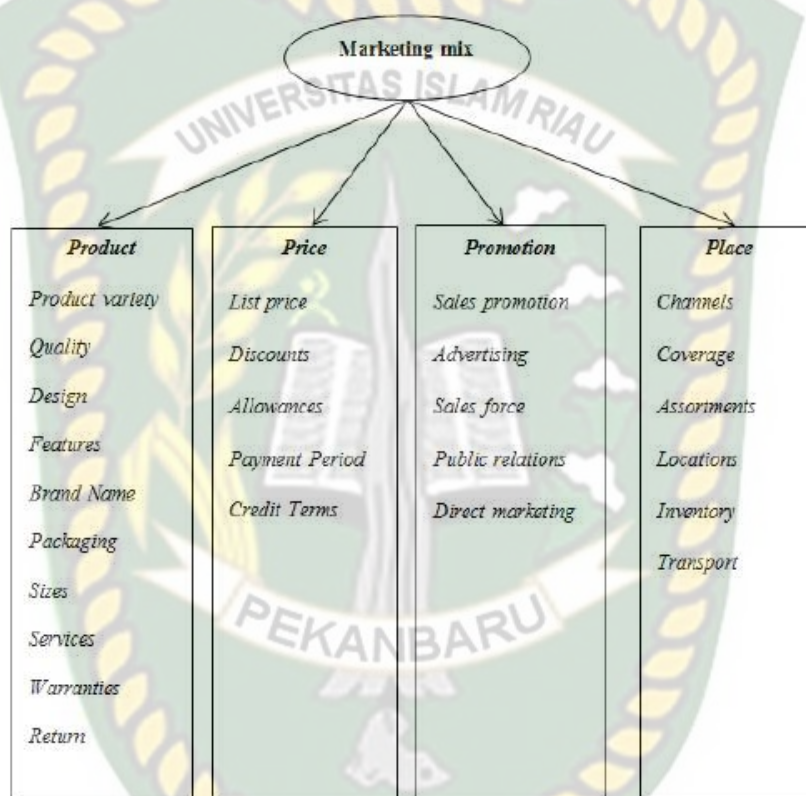 Marketing mix
UNIVERSITAS ISLAM RIAU
Product
Product variety
Quality
Design
Features
Brand Name
Packaging
Sizes
Services
Warranties
Return
Price
List price
Discounts
Allowances
Payment Period
Credit Terms
Promotion
Sales promotion
Advertising
Sales force
Public relations
Direct marketing
Place
Channels
Coverage
Assortments
Locations
Inventory
Transport
PEKANBARU